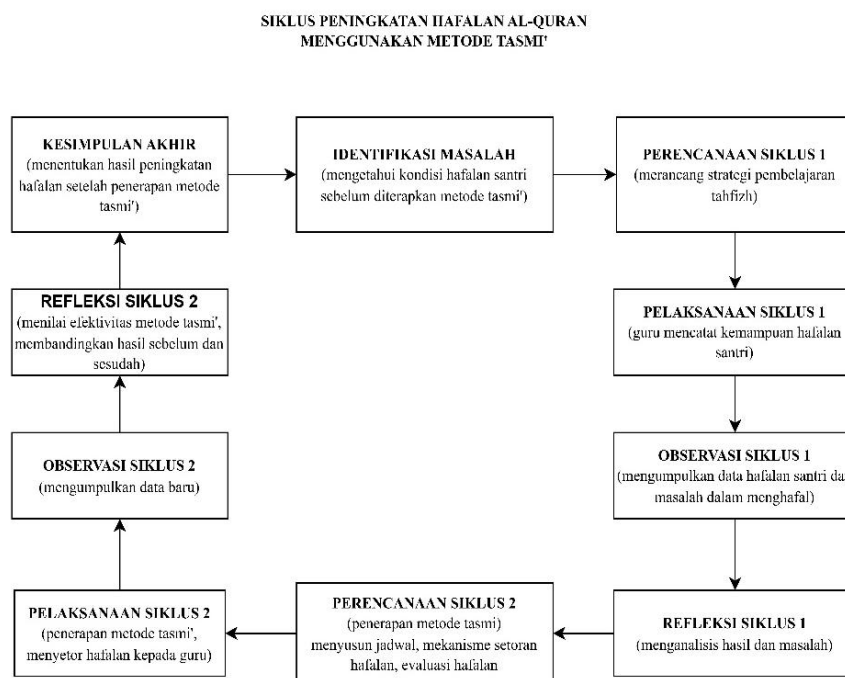 SIKLUS PENINGKATAN HAFALAN AL-QURAN
MENGGUNAKAN METODE TASMI'
KESIMPULAN AKHIR
(menentukan hasil peningkatan
hafalan setelah penerapan metode
tasmi')
IDENTIFIKASI MASALAH
(mengetahui kondisi hafalan santri
sebelum diterapkan metode tasmi')
PERENCANAAN SIKLUS 1
(merancang strategi pembelajaran
tahfizh)
PELAKSANAAN SIKLUS 1
(guru mencatat kemampuan hafalan
santri)
OBSERVASI SIKLUS 1
(mengumpulkan data hafalan santri da
masalah dalam menghafal)
REFLEKSI SIKLUS 1
(menganalisis hasil dan masalah)
PERENCANAAN SIKLUS 2
(penerapan metode tasmi)
menyusun jadwal, mekanisme setoran
hafalan, evaluasi hafalan
PELAKSANAAN SIKLUS 2
(penerapan metode tasmi',
menyetor hafalan kepada guru)
OBSERVASI SIKLUS 2
(mengumpulkan data baru)
REFLEKSI SIKLUS 2
(menilai efektivitas metode tasmi',
membandingkan hasil sebelum dan
sesudah)